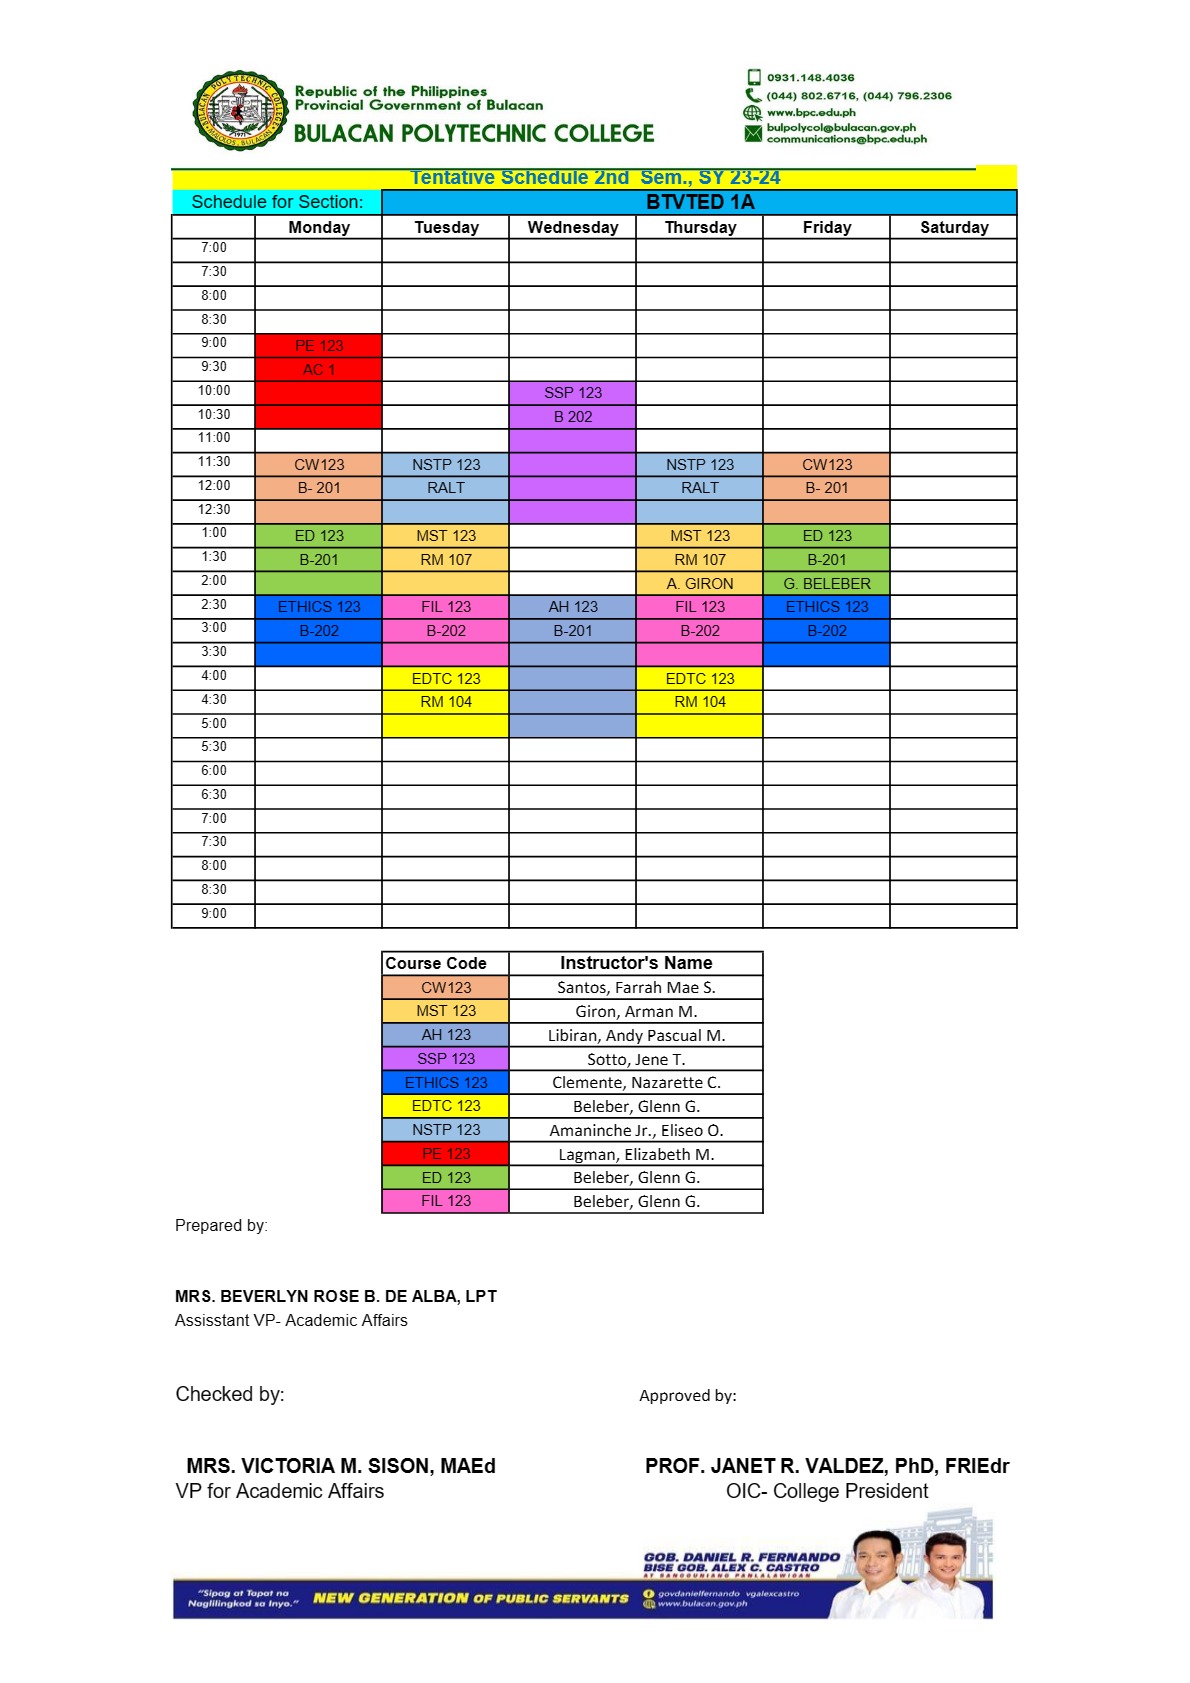 BULACAN POLYTECHNIC COLLEGE
1971
MALOLOS, BULACAN
Republic of the Philippines
Provincial Government of Bulacan
BULACAN POLYTECHNIC COLLEGE
0931.148.4036
(044) 802.6716, (044) 796.2306
www.bpc.edu.ph
bulpolycol@bulacan.gov.ph
communications@bpc.edu.ph
Tentative Schedule 2nd Sem., SY 23-24
Schedule for Section: BTVTED 1A
Monday Tuesday Wednesday Thursday Friday Saturday
7:00
7:30
8:00
8:30
9:00 PE 123
9:30 AC 1
10:00 SSP 123
10:30 B 202
11:00
11:30 CW123 NSTP 123 NSTP 123 CW123
12:00 B- 201 RALT RALT B- 201
12:30
1:00 ED 123 MST 123 MST 123 ED 123
1:30 B-201 RM 107 RM 107 B-201
2:00 A. GIRON G. BELEBER
2:30 ETHICS 123 FIL 123 AH 123 FIL 123 ETHICS 123
3:00 B-202 B-202 B-201 B-202 B-202
3:30
4:00 EDTC 123 EDTC 123
4:30 RM 104 RM 104
5:00
5:30
6:00
6:30
7:00
7:30
8:00
8:30
9:00
Course Code Instructor's Name
CW123 Santos, Farrah Mae S.
MST 123 Giron, Arman M.
AH 123 Libiran, Andy Pascual M.
SSP 123 Sotto, Jene T.
ETHICS 123 Clemente, Nazarette C.
EDTC 123 Beleber, Glenn G.
NSTP 123 Amaninche Jr., Eliseo O.
PE 123 Lagman, Elizabeth M.
ED 123 Beleber, Glenn G.
FIL 123 Beleber, Glenn G.
Prepared by:
MRS. BEVERLYN ROSE B. DE ALBA, LPT
Assisstant VP- Academic Affairs
Checked by: Approved by:
MRS. VICTORIA M. SISON, MAEd PROF. JANET R. VALDEZ, PhD, FRIEdr
VP for Academic Affairs OIC- College President
GOB. DANIEL R. FERNANDO
BISE GOB. ALEX C. CASTRO
AT SANGGUNIANG PANLALAWIGAN
"Sipag at Tapat na
Naglilingkod sa Inyo."
NEW GENERATION OF PUBLIC SERVANTS
govdanielfernando vgalexcastro
www.bulacan.gov.ph